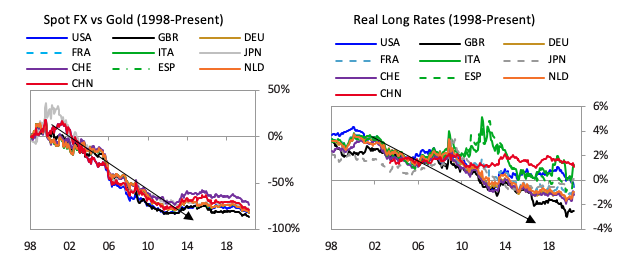 Spot FX vs Gold (1998-Present)
USA GBR DEU
FRA ITA JPN
CHE ESP NLD
CHN
50%
0%
-50%
-100%
98 02 06 10 14 18
Real Long Rates (1998-Present)
USA GBR DEU
FRA ITA JPN
CHE ESP NLD
CHN
6%
4%
2%
0%
-2%
-4%
98 02 06 10 14 18